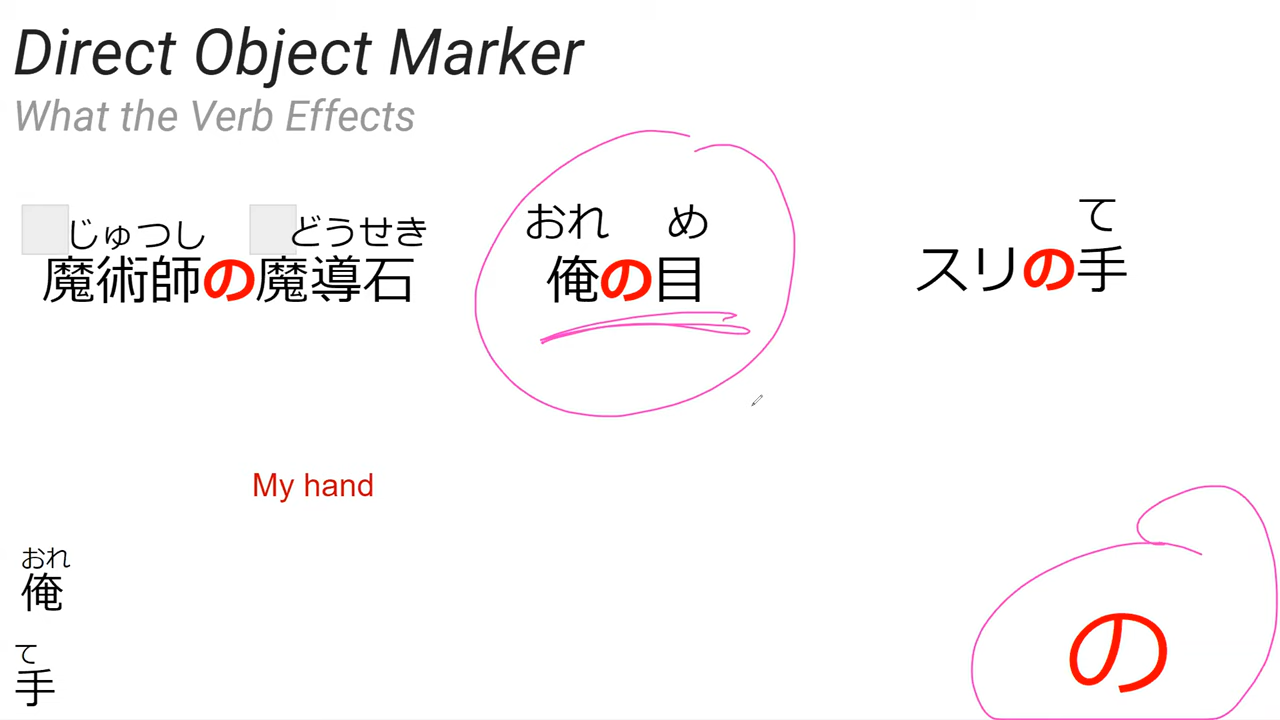 Direct Object Marker
What the Verb Effects
じゅつし どうせき
魔術師の魔導石
おれ め
俺の目
て
スリの手
My hand
おれ
俺
て
手
の